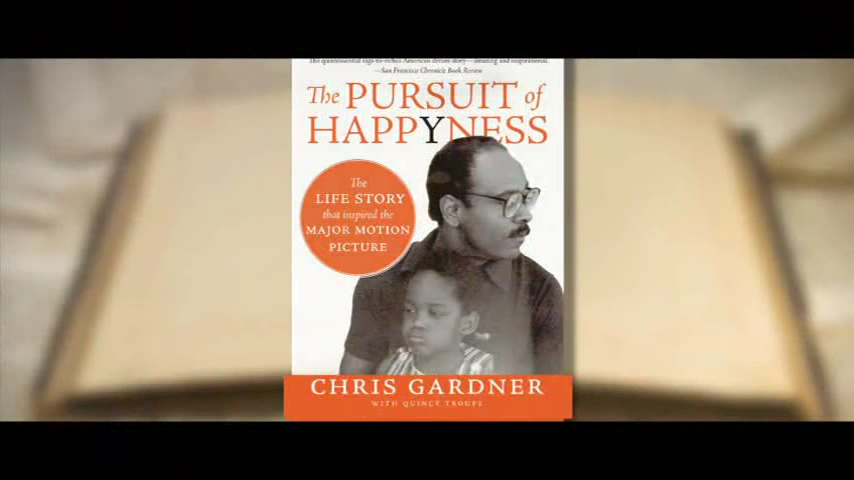 The quintessential rags-to-riches American dream story—amazing and inspirational.
—San Francisco Chronicle Book Review
The PURSUIT of
HAPPYNESS
The
LIFE STORY
that inspired the
MAJOR MOTION
PICTURE
CHRIS GARDNER
WITH QUINCY TROUPE